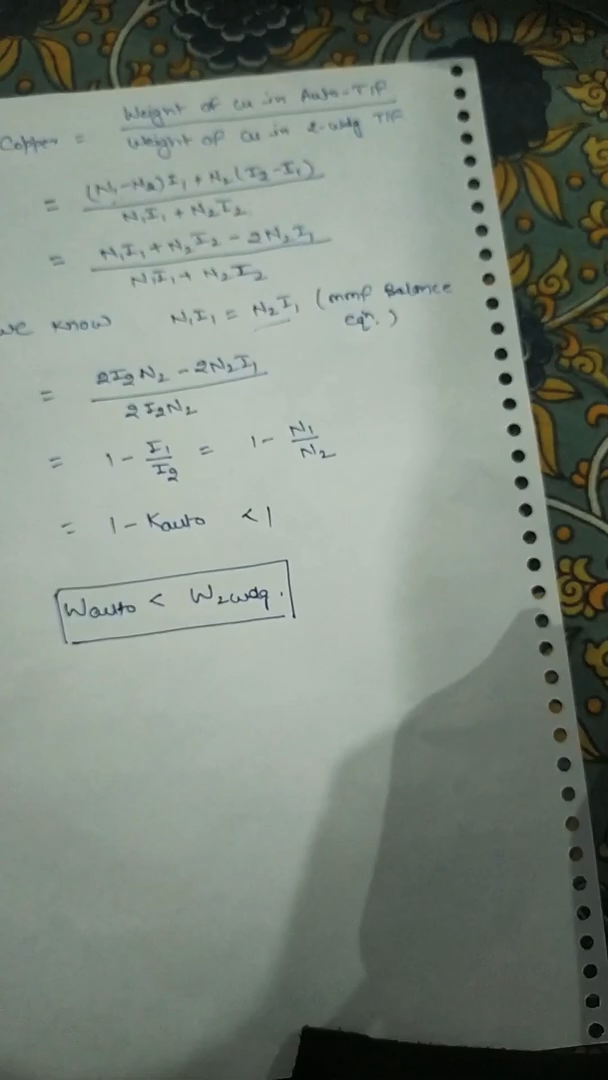 Weight of cu in Auto-T/F
Copper = ―――
Weight of cu in 2-wdg T/F
= (N₁-N₂)I₁ + N₂(I₂-I₁) / N₁I₁ + N₂I₂
= N₁I₁ + N₂I₂ - 2N₂I₁ / N₁I₁ + N₂I₂
we know N₁I₁ = N₂I₁ (mmf Balance
eqⁿ.)
= 2I₂N₂ - 2N₂I₁ / 2I₂N₂
= 1 - I₁/I₂ = 1 - N₁/N₂
= 1 - Kauto < 1
Wauto < W₂wdg.